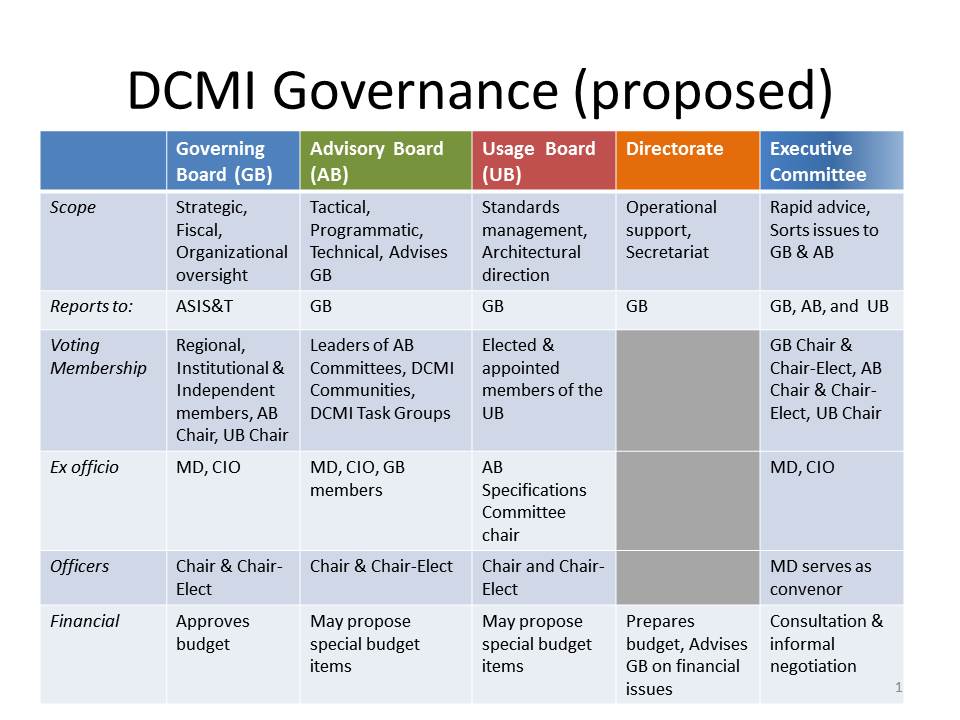 DCMI Governance (proposed)
Governing
Board (GB)
Advisory Board
(AB)
Usage Board
(UB)
Directorate
Executive
Committee
Scope
Strategic,
Fiscal,
Organizational
oversight
Tactical,
Programmatic,
Technical, Advises
GB
Standards
management,
Architectural
direction
Operational
support,
Secretariat
Rapid advice,
Sorts issues to
GB & AB
Reports to:
ASIS&T
GB
GB
GB
GB, AB, and UB
Voting
Membership
Regional,
Institutional &
Independent
members, AB
Chair, UB Chair
Leaders of AB
Committees, DCMI
Communities,
DCMI Task Groups
Elected &
appointed
members of the
UB
GB Chair &
Chair-Elect, AB
Chair & Chair-
Elect, UB Chair
Ex officio
MD, CIO
MD, CIO, GB
members
AB
Specifications
Committee
chair
MD, CIO
Officers
Chair & Chair-
Elect
Chair & Chair-Elect
Chair and Chair-
Elect
MD serves as
convenor
Financial
Approves
budget
May propose
special budget
items
May propose
special budget
items
Prepares
budget, Advises
GB on financial
issues
Consultation &
informal
negotiation
1